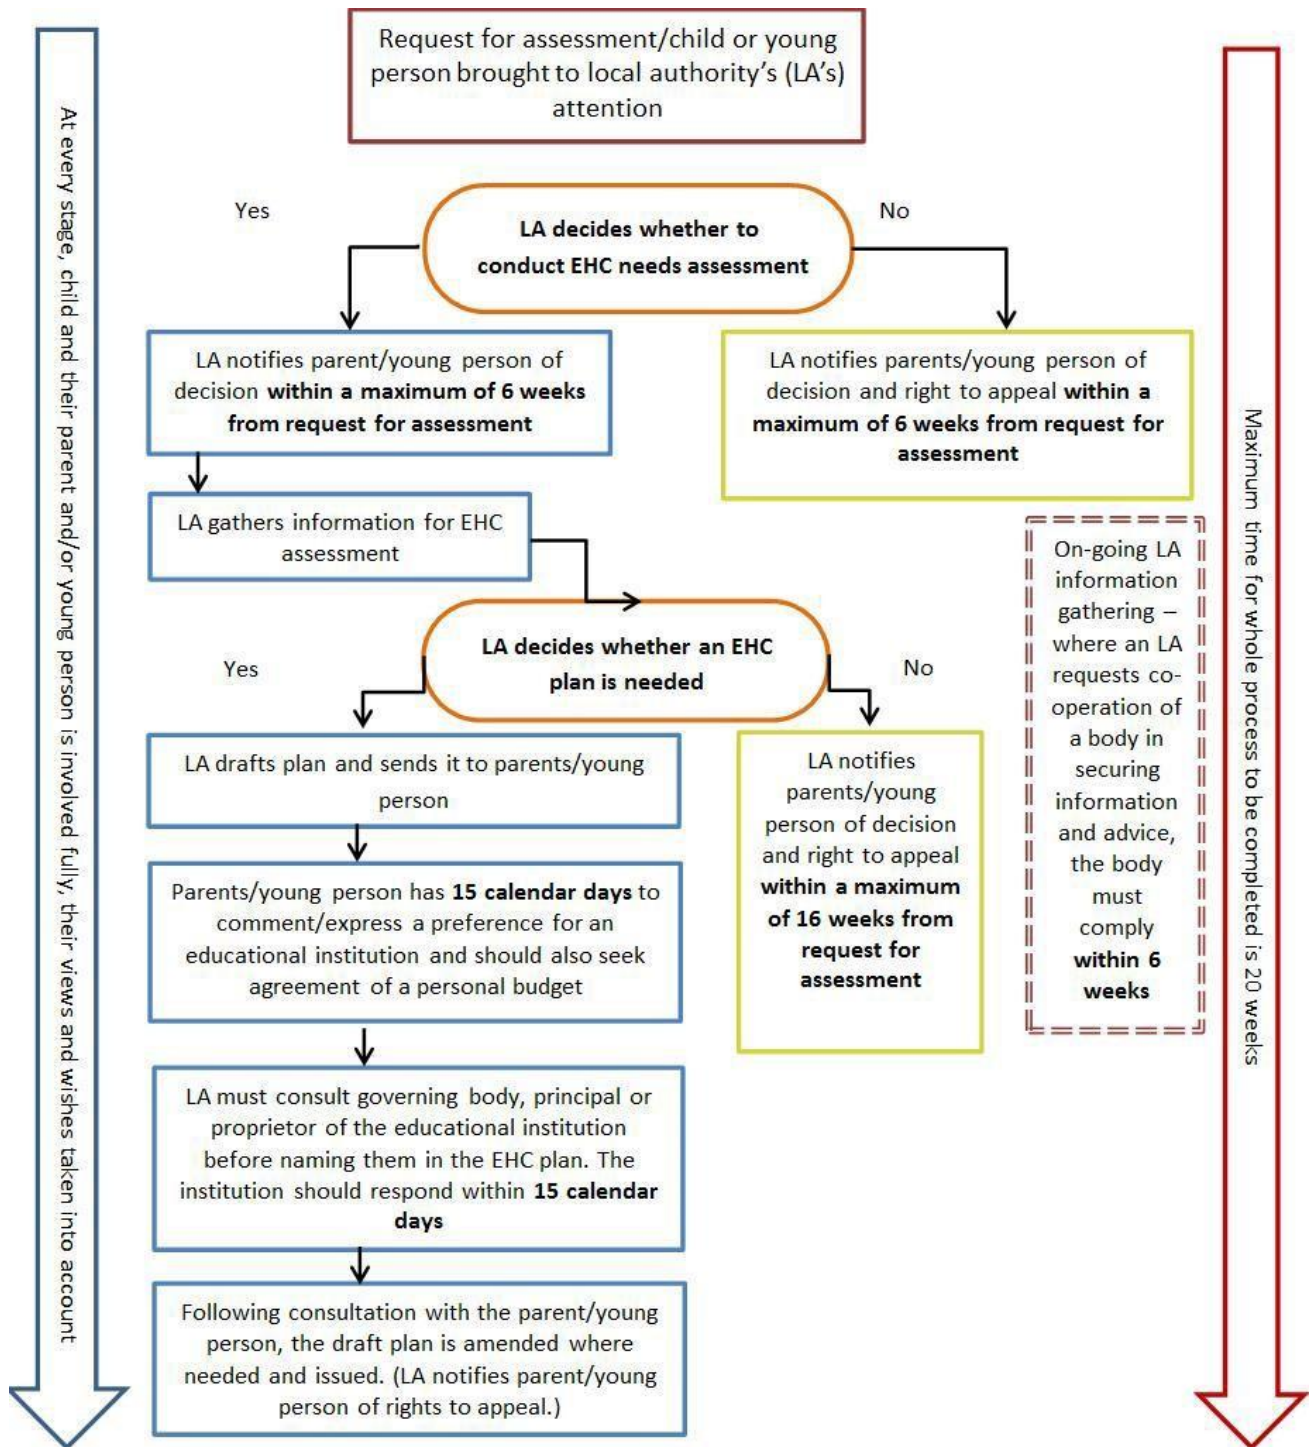 Request for assessment/child or young
person brought to local authority's (LA's)
attention
Yes
No
LA decides whether to
conduct EHC needs assessment
LA notifies parent/young person of
decision within a maximum of 6 weeks
from request for assessment
LA notifies parents/young person of
decision and right to appeal within a
maximum of 6 weeks from request for
assessment
LA gathers information for EHC
assessment
LA decides whether an EHC
plan is needed
Yes
No
LA drafts plan and sends it to parents/young
person
LA notifies
parents/young
person of decision
and right to appeal
within a maximum
of 16 weeks from
request for
assessment
Parents/young person has 15 calendar days to
comment/express a preference for an
educational institution and should also seek
agreement of a personal budget
LA must consult governing body, principal or
proprietor of the educational institution
before naming them in the EHC plan. The
institution should respond within 15 calendar
days
Following consultation with the parent/young
person, the draft plan is amended where
needed and issued. (LA notifies parent/young
person of rights to appeal.)
On-going LA
information
gathering –
where an LA
requests co-
operation of
a body in
securing
information
and advice,
the body
must
comply
within 6
weeks
At every stage, child and their parent and/or young person is involved fully, their views and wishes taken into account
Maximum time for whole process to be completed is 20 weeks